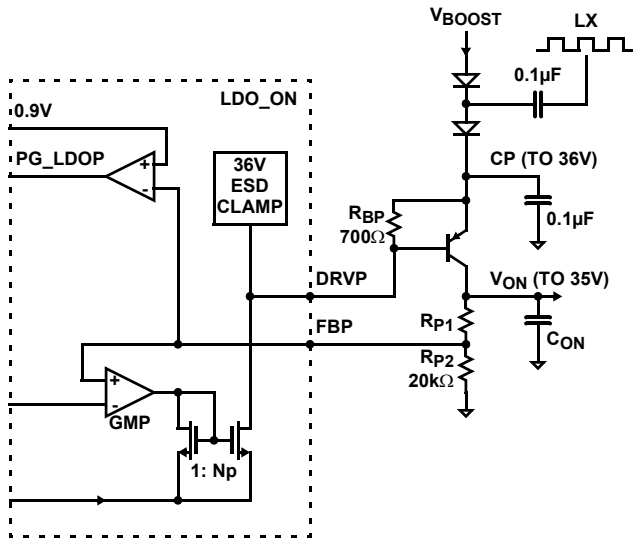 VBOOST
LX
0.1µF
LDO_ON
0.9V
PG_LDOP
+
-
36V
ESD
CLAMP
CP (TO 36V)
RBP
700Ω
0.1µF
DRVP
VON (TO 35V)
FBP
RP1
CON
RP2
20kΩ
+
-
GMP
1: Np